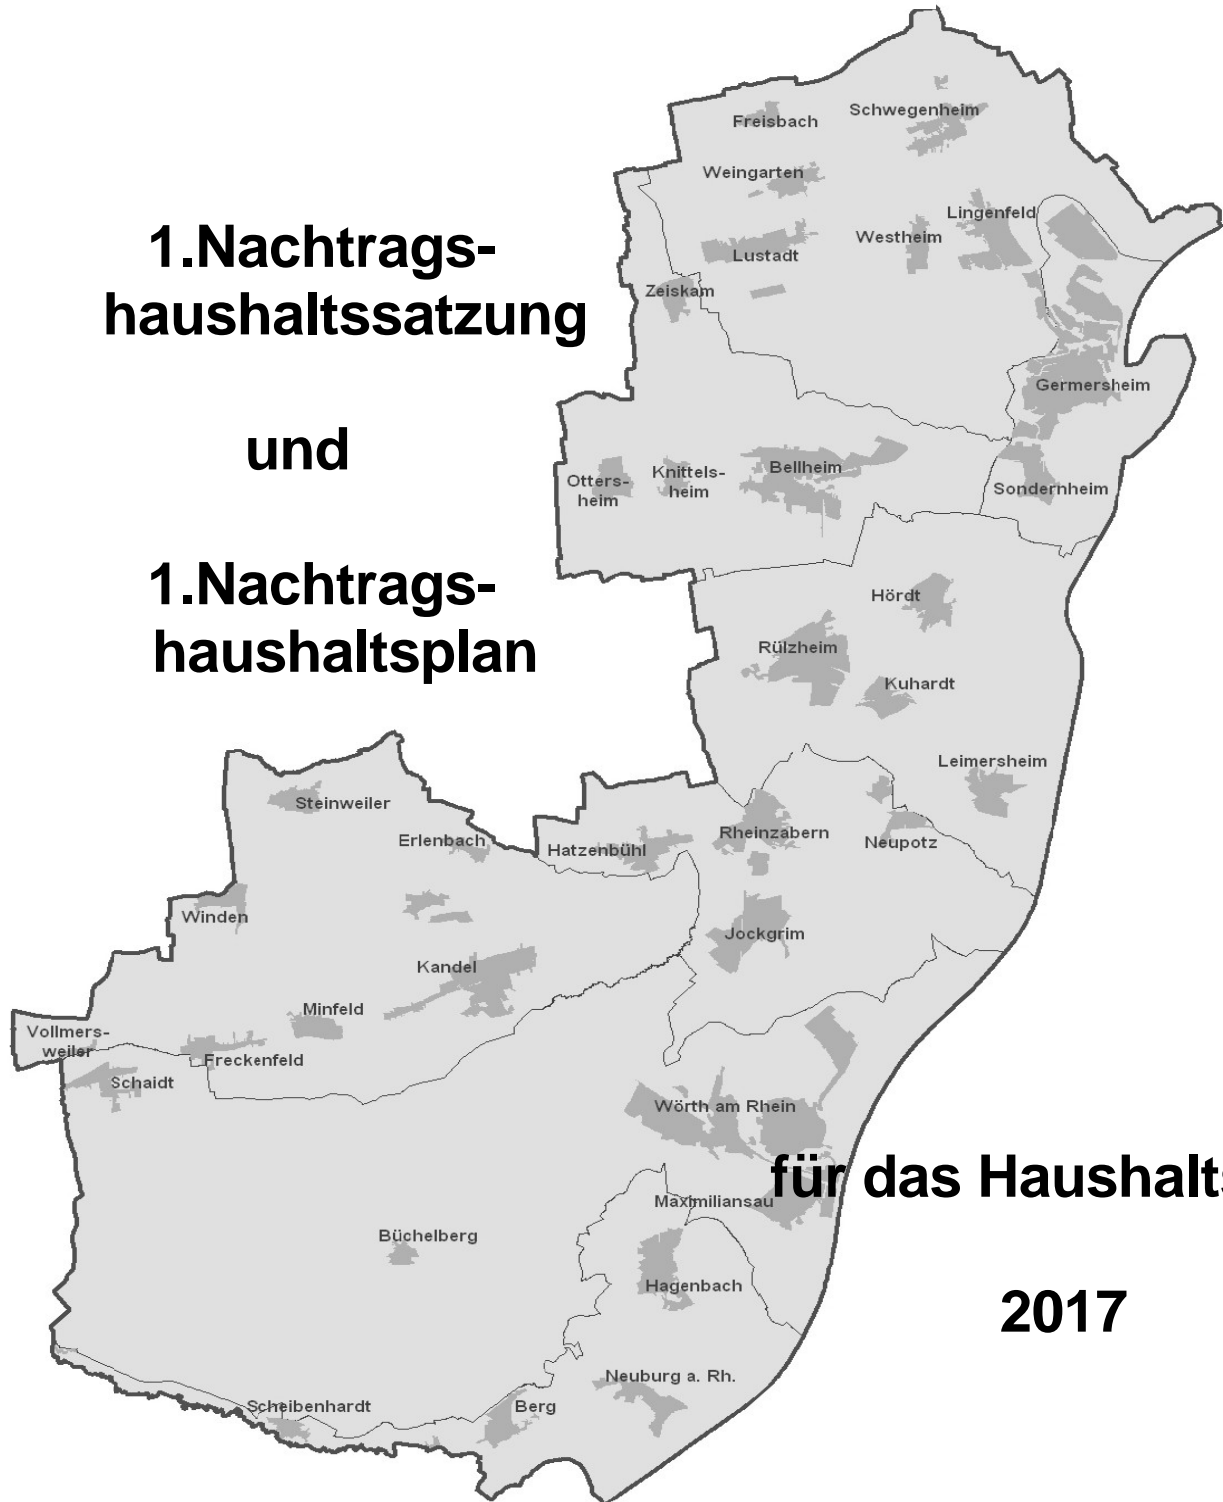 1.Nachtrags-
haushaltssatzung
und
1.Nachtrags-
haushaltsplan
für das Haushalts
2017
Freisbach
Schwegenheim
Weingarten
Lingenfeld
Westheim
Lustadt
Zeiskam
Germersheim
Otters-
heim
Knittels-
heim
Bellheim
Sondernheim
Hördt
Rülzheim
Kuhardt
Leimersheim
Steinweiler
Erlenbach
Hatzenbühl
Rheinzabern
Neupotz
Winden
Jockgrim
Kandel
Minfeld
Vollmers-
weiler
Freckenfeld
Schaidt
Wörth am Rhein
Maximiliansau
Büchelberg
Hagenbach
Neuburg a. Rh.
Scheibenhardt
Berg